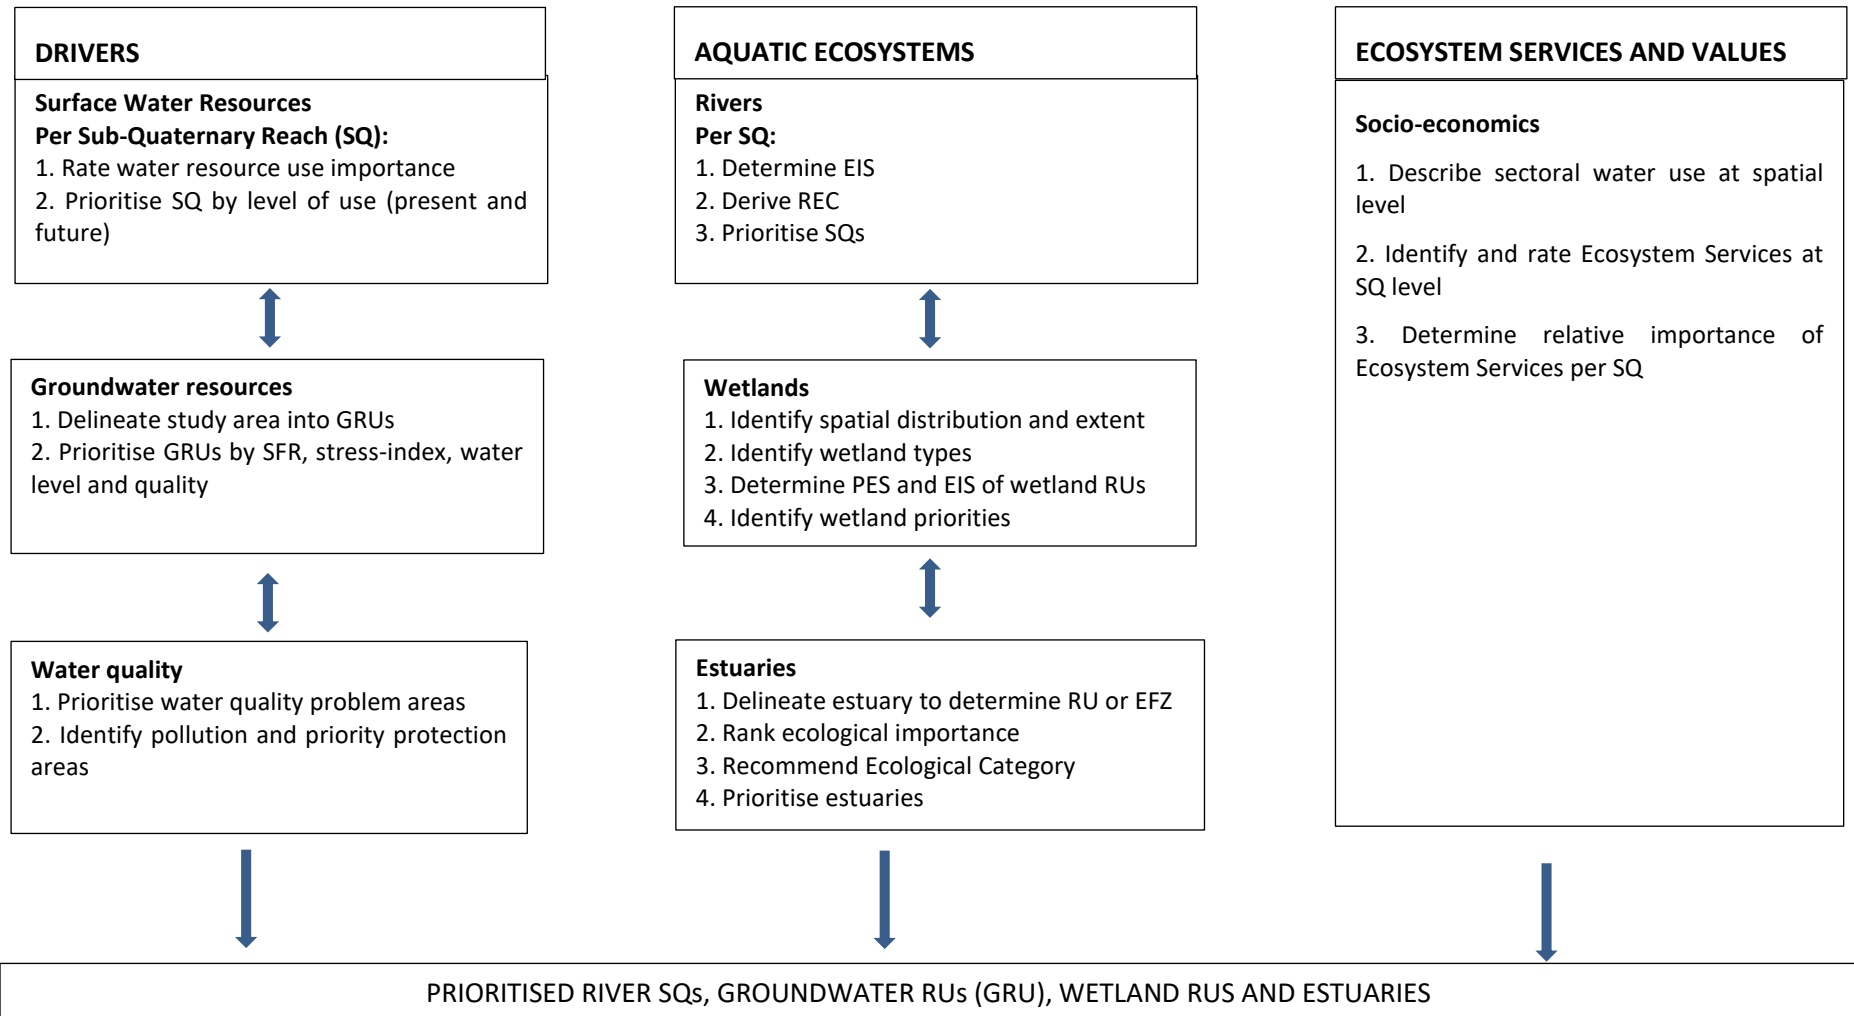 DRIVERS
Surface Water Resources
Per Sub-Quaternary Reach (SQ):
1. Rate water resource use importance
2. Prioritise SQ by level of use (present and
future)
Groundwater resources
1. Delineate study area into GRUs
2. Prioritise GRUs by SFR, stress-index, water
level and quality
Water quality
1. Prioritise water quality problem areas
2. Identify pollution and priority protection
areas
AQUATIC ECOSYSTEMS
Rivers
Per SQ:
1. Determine EIS
2. Derive REC
3. Prioritise SQs
Wetlands
1. Identify spatial distribution and extent
2. Identify wetland types
3. Determine PES and EIS of wetland RUs
4. Identify wetland priorities
Estuaries
1. Delineate estuary to determine RU or EFZ
2. Rank ecological importance
3. Recommend Ecological Category
4. Prioritise estuaries
ECOSYSTEM SERVICES AND VALUES
Socio-economics
1. Describe sectoral water use at spatial
level
2. Identify and rate Ecosystem Services at
SQ level
3. Determine relative importance of
Ecosystem Services per SQ
PRIORITISED RIVER SQs, GROUNDWATER RUs (GRU), WETLAND RUS AND ESTUARIES